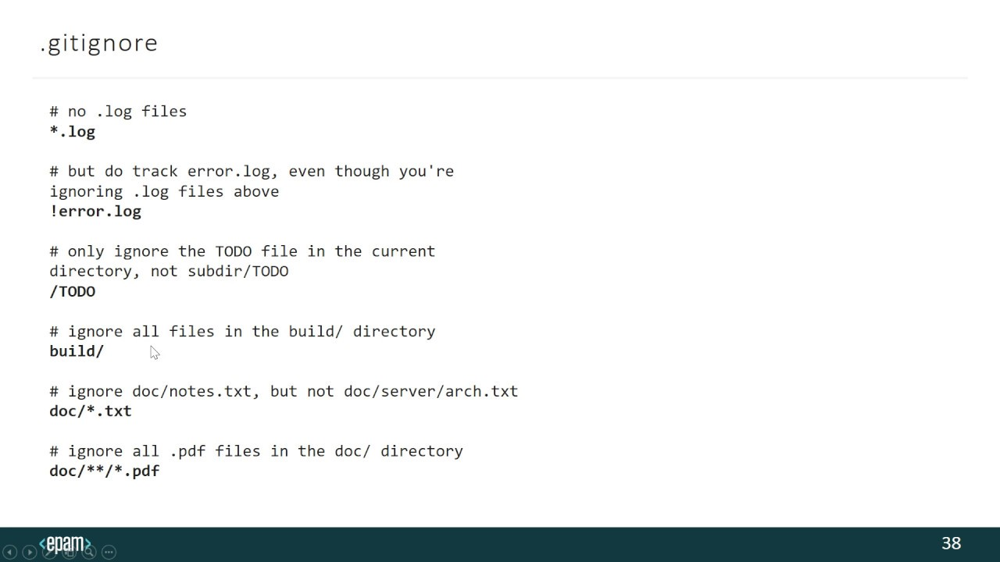 .gitignore
# no .log files
*.log
# but do track error.log, even though you're
ignoring .log files above
!error.log
# only ignore the TODO file in the current
directory, not subdir/TODO
/TODO
# ignore all files in the build/ directory
build/
# ignore doc/notes.txt, but not doc/server/arch.txt
doc/*.txt
# ignore all .pdf files in the doc/ directory
doc/**/*.pdf
<epam>
38